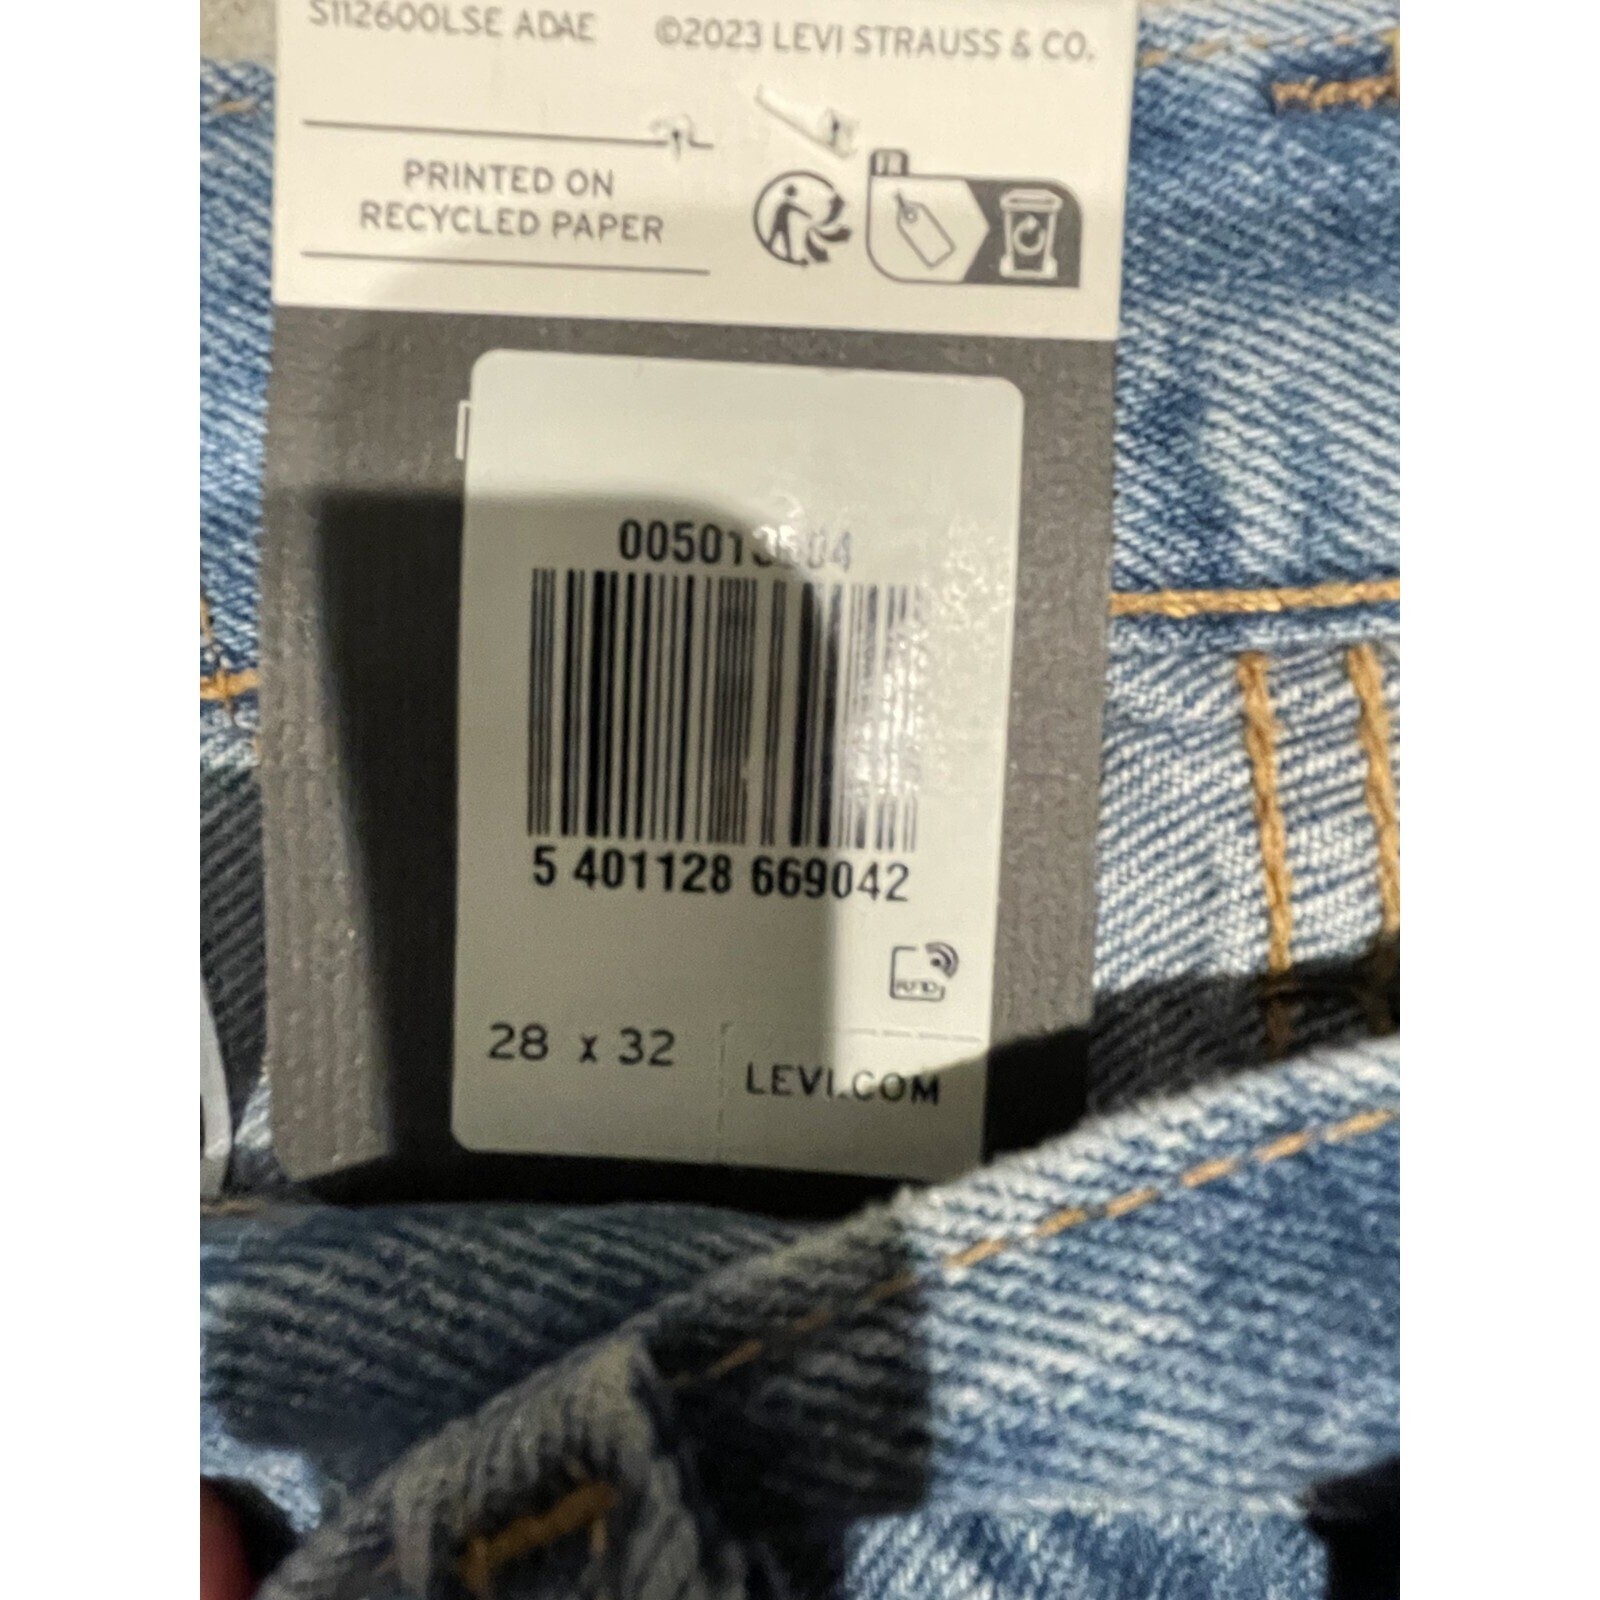 S112600LSE ADAE ©2023 LEVI STRAUSS & CO.
PRINTED ON
RECYCLED PAPER
5 401128 669042
RFID
28 x 32
LEVI.COM